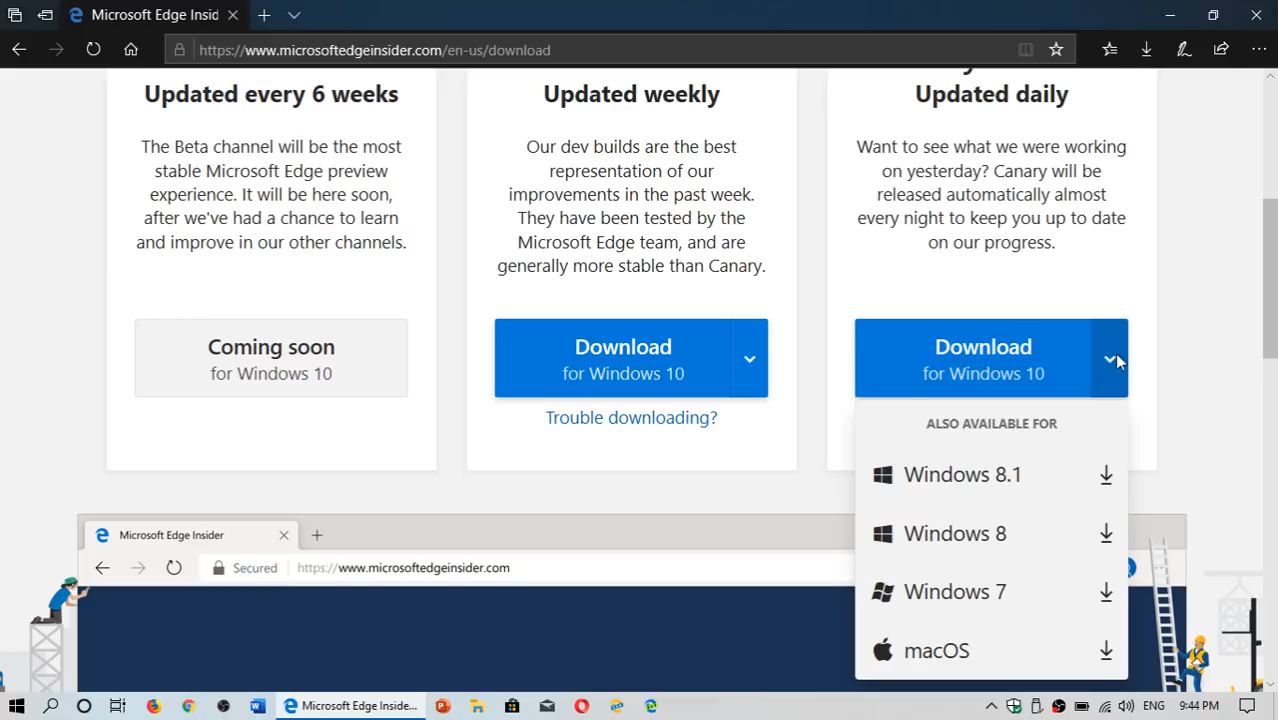 Microsoft Edge Insid
https://www.microsoftedgeinsider.com/en-us/download
Updated every 6 weeks
The Beta channel will be the most
stable Microsoft Edge preview
experience. It will be here soon,
after we've had a chance to learn
and improve in our other channels.
Coming soon
for Windows 10
Updated weekly
Our dev builds are the best
representation of our
improvements in the past week.
They have been tested by the
Microsoft Edge team, and are
generally more stable than Canary.
Download
for Windows 10
Trouble downloading?
Updated daily
Want to see what we were working
on yesterday? Canary will be
released automatically almost
every night to keep you up to date
on our progress.
Download
for Windows 10
ALSO AVAILABLE FOR
Windows 8.1
Windows 8
Windows 7
macOS
Microsoft Edge Insider
Secured https://www.microsoftedgeinsider.com
Microsoft Edge Inside...
ENG
9:44 PM